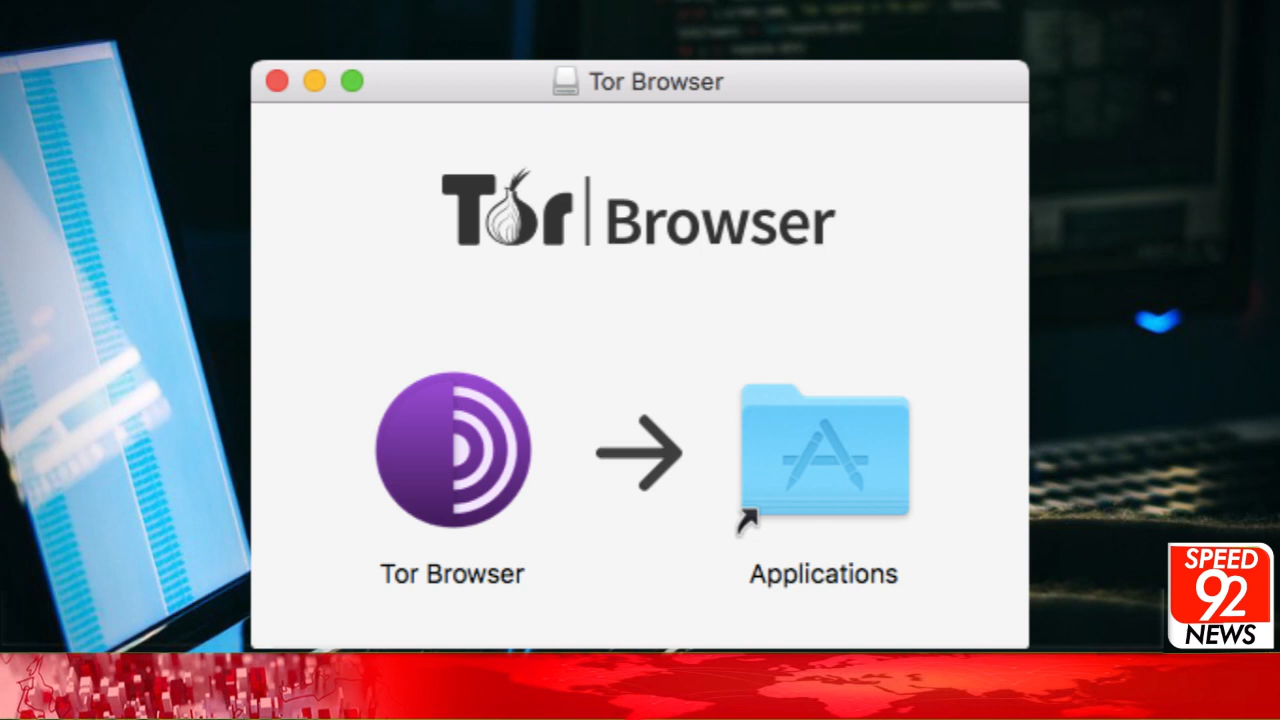 Tor Browser
Tor | Browser
Tor Browser
Applications
SPEED
92
NEWS